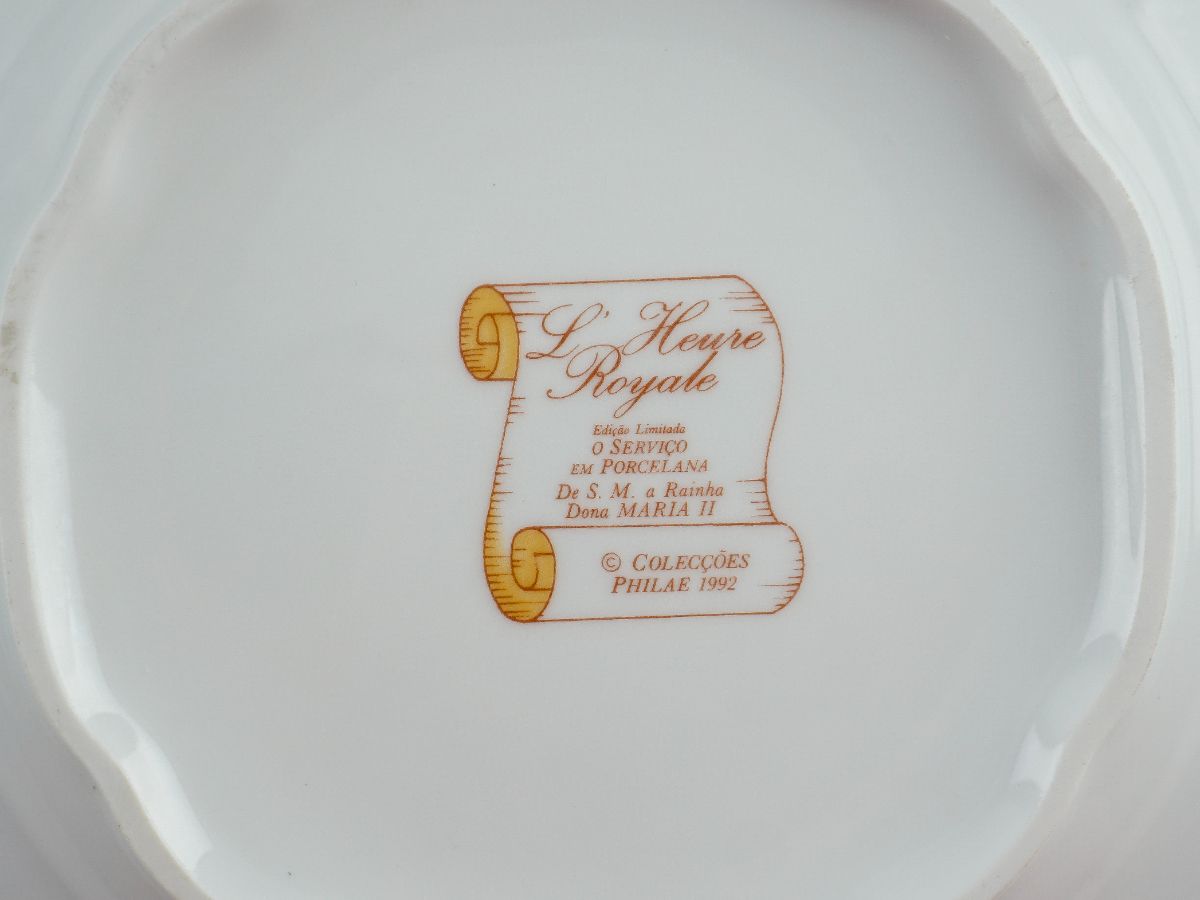 L' Heure
Royale
Edição Limitada
O SERVIÇO
EM PORCELANA
De S. M. a Rainha
Dona MARIA II
© COLECÇÕES
PHILAE 1992